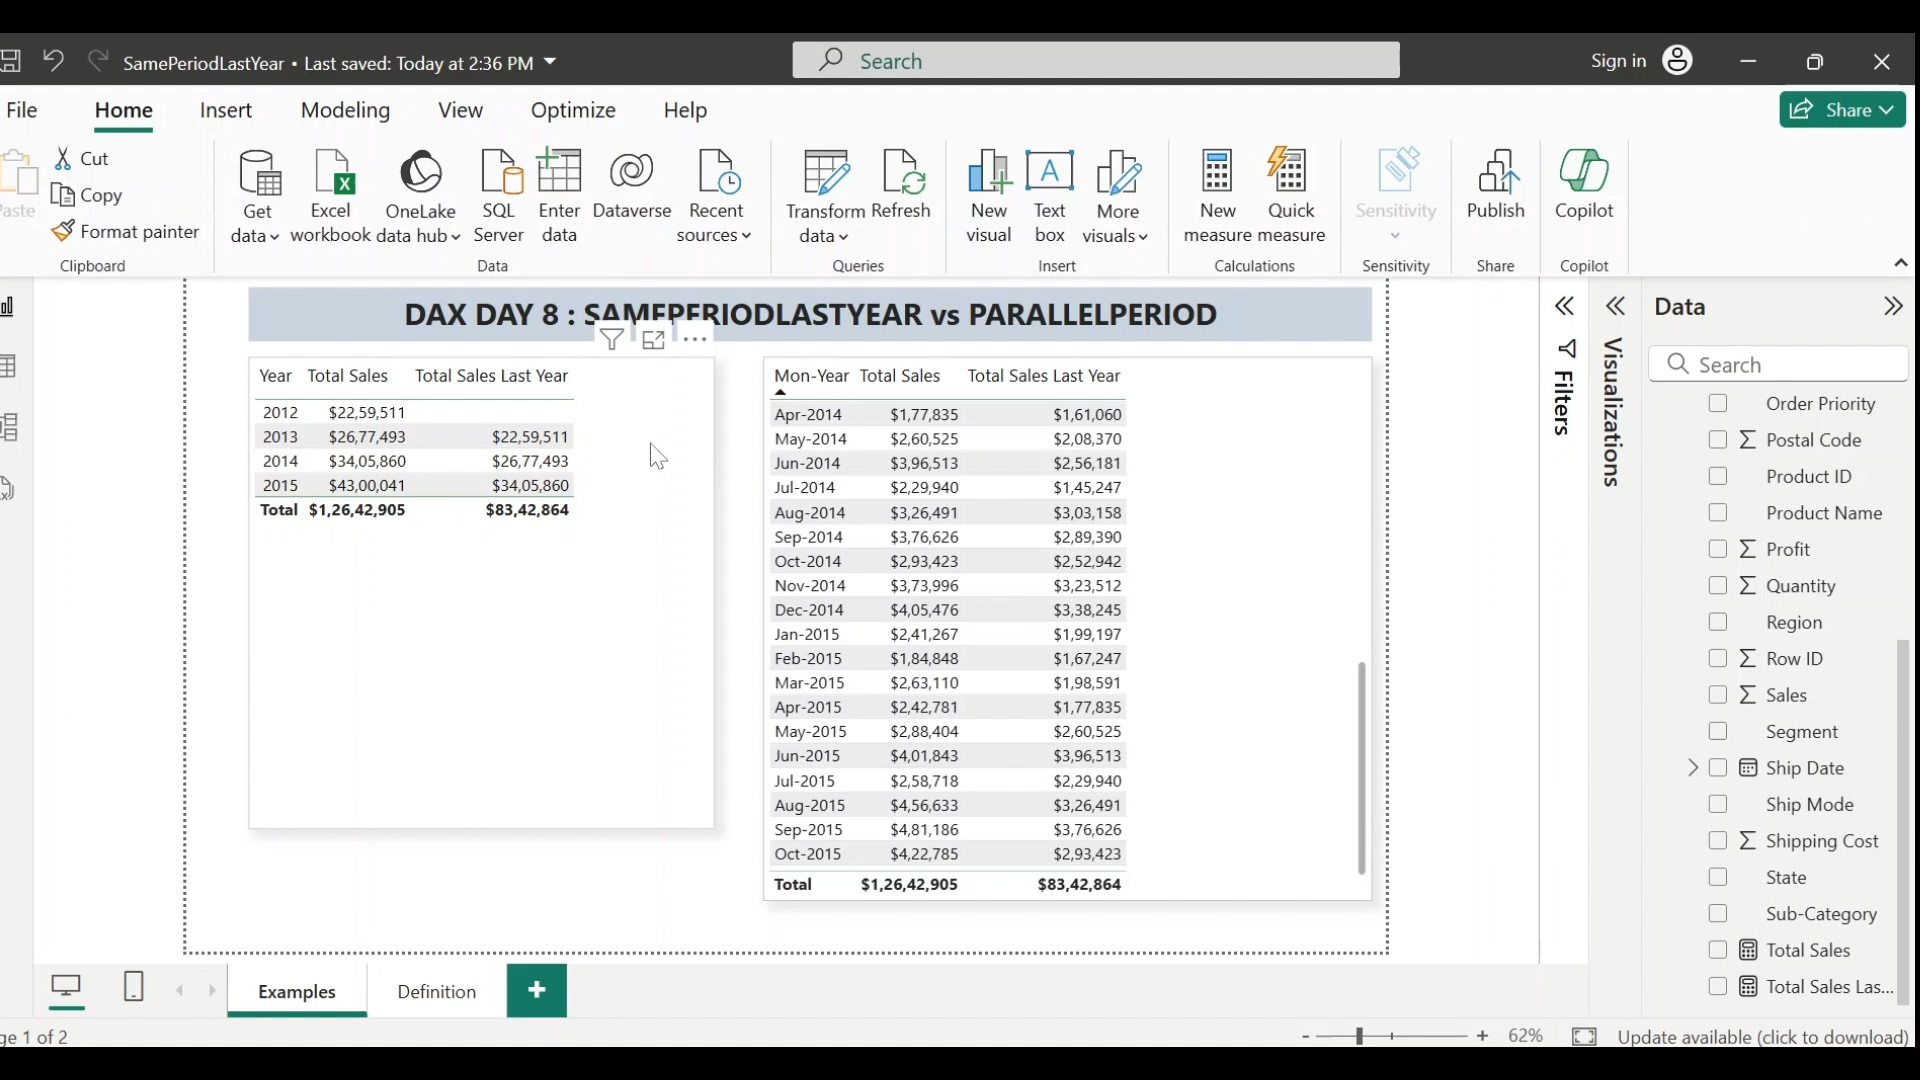 SamePeriodLastYear • Last saved: Today at 2:36 PM
Search
Sign in
File Home Insert Modeling View Optimize Help
Share
Paste
Cut
Copy
Format painter
Clipboard
Get data
Excel workbook
OneLake data hub
SQL Server
Enter data
Dataverse
Recent sources
Data
Transform data
Refresh
Queries
New visual
Text box
More visuals
Insert
New measure
Quick measure
Calculations
Sensitivity
Sensitivity
Publish
Share
Copilot
Copilot
DAX DAY 8 : SAMEPERIODLASTYEAR vs PARALLELPERIOD
Year Total Sales Total Sales Last Year
2012 $22,59,511
2013 $26,77,493 $22,59,511
2014 $34,05,860 $26,77,493
2015 $43,00,041 $34,05,860
Total $1,26,42,905 $83,42,864
Mon-Year Total Sales Total Sales Last Year
Apr-2014 $1,77,835 $1,61,060
May-2014 $2,60,525 $2,08,370
Jun-2014 $3,96,513 $2,56,181
Jul-2014 $2,29,940 $1,45,247
Aug-2014 $3,26,491 $3,03,158
Sep-2014 $3,76,626 $2,89,390
Oct-2014 $2,93,423 $2,52,942
Nov-2014 $3,73,996 $3,23,512
Dec-2014 $4,05,476 $3,38,245
Jan-2015 $2,41,267 $1,99,197
Feb-2015 $1,84,848 $1,67,247
Mar-2015 $2,63,110 $1,98,591
Apr-2015 $2,42,781 $1,77,835
May-2015 $2,88,404 $2,60,525
Jun-2015 $4,01,843 $3,96,513
Jul-2015 $2,58,718 $2,29,940
Aug-2015 $4,56,633 $3,26,491
Sep-2015 $4,81,186 $3,76,626
Oct-2015 $4,22,785 $2,93,423
Total $1,26,42,905 $83,42,864
Filters
Visualizations
Data
Search
Order Priority
Postal Code
Product ID
Product Name
Profit
Quantity
Region
Row ID
Sales
Segment
Ship Date
Ship Mode
Shipping Cost
State
Sub-Category
Total Sales
Total Sales Las...
Examples
Definition
ge 1 of 2
- + 62%
Update available (click to download)